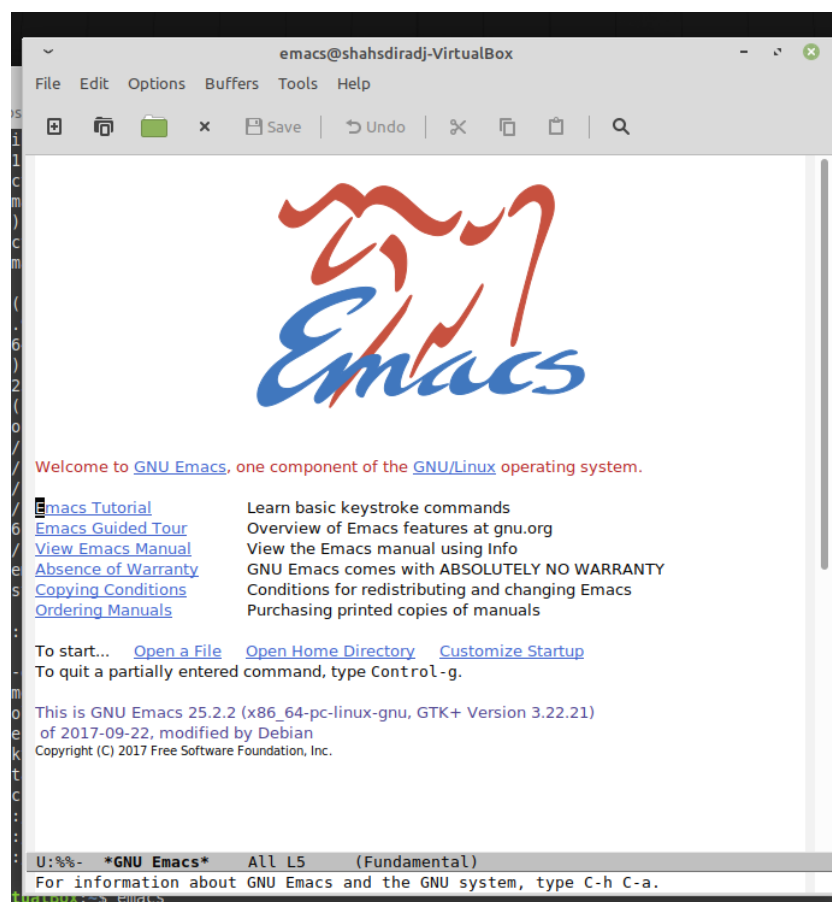 emacs@shahsdiradj-VirtualBox
File Edit Options Buffers Tools Help
Save Undo
Emacs
Welcome to GNU Emacs, one component of the GNU/Linux operating system.
Emacs Tutorial Learn basic keystroke commands
Emacs Guided Tour Overview of Emacs features at gnu.org
View Emacs Manual View the Emacs manual using Info
Absence of Warranty GNU Emacs comes with ABSOLUTELY NO WARRANTY
Copying Conditions Conditions for redistributing and changing Emacs
Ordering Manuals Purchasing printed copies of manuals
To start... Open a File Open Home Directory Customize Startup
To quit a partially entered command, type Control-g.
This is GNU Emacs 25.2.2 (x86_64-pc-linux-gnu, GTK+ Version 3.22.21)
of 2017-09-22, modified by Debian
Copyright (C) 2017 Free Software Foundation, Inc.
U:%%- *GNU Emacs* All L5 (Fundamental)
For information about GNU Emacs and the GNU system, type C-h C-a.